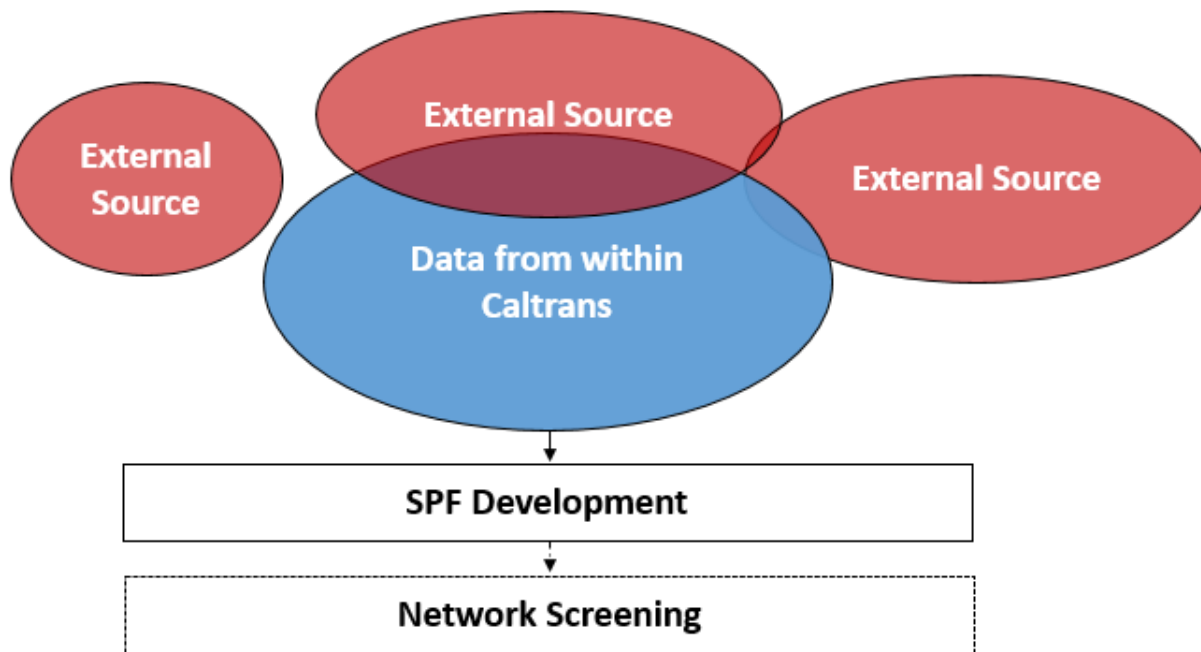 External Source
External
Source
External Source
Data from within
Caltrans
SPF Development
Network Screening